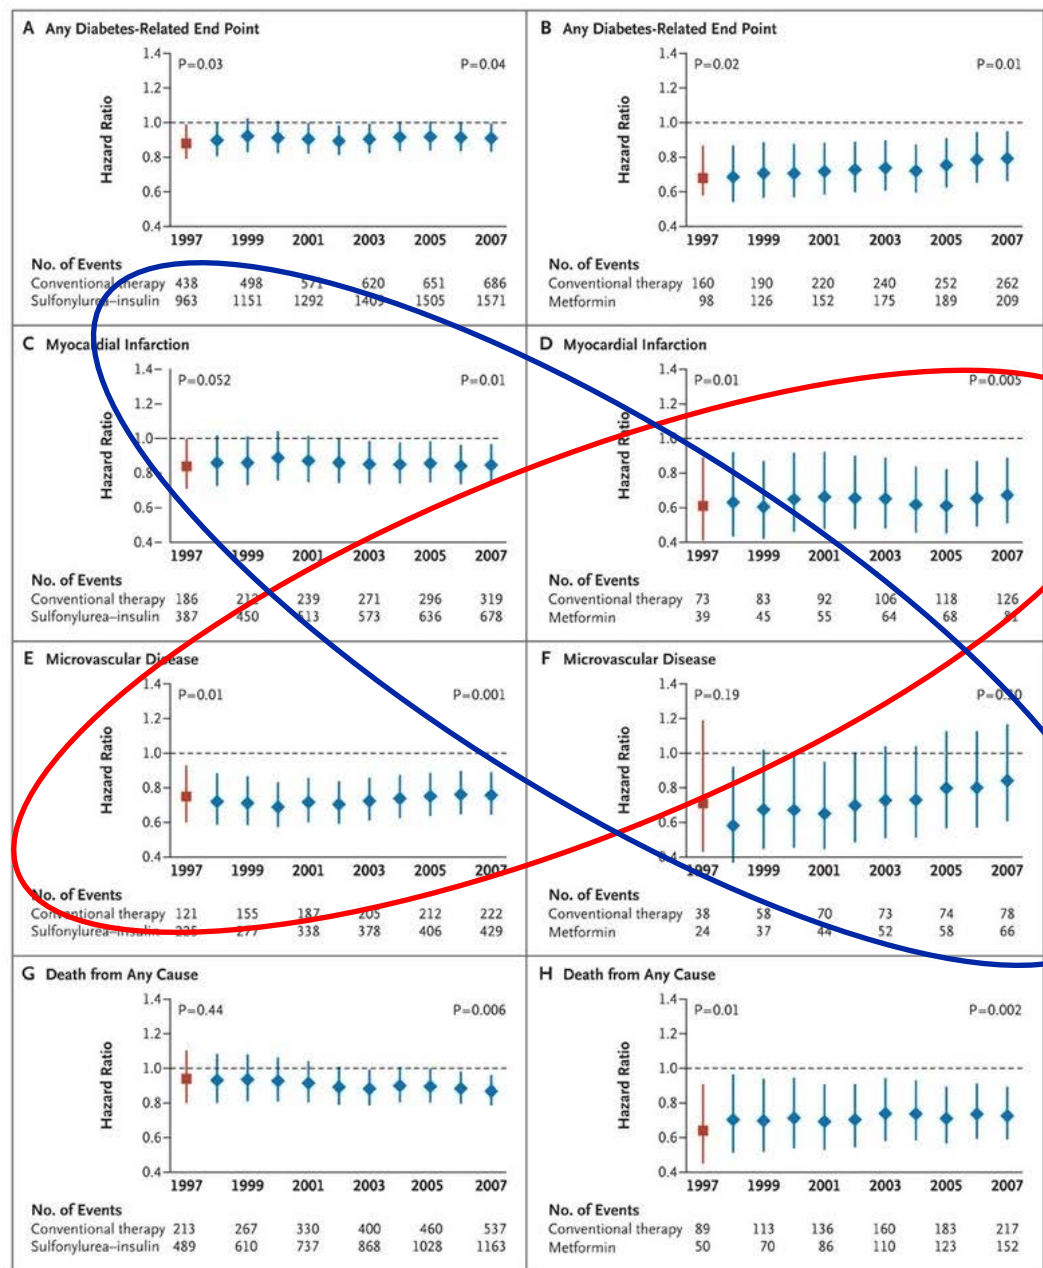 A Any Diabetes-Related End Point
1.4
P=0.03 P=0.04
1.2
1.0
0.8
0.6
0.4
Hazard Ratio
1997 1999 2001 2003 2005 2007
No. of Events
Conventional therapy 438 498 571 620 651 686
Sulfonylurea–insulin 963 1151 1292 1409 1505 1571
B Any Diabetes-Related End Point
1.4
P=0.02 P=0.01
1.2
1.0
0.8
0.6
0.4
Hazard Ratio
1997 1999 2001 2003 2005 2007
No. of Events
Conventional therapy 160 190 220 240 252 262
Metformin 98 126 152 175 189 209
C Myocardial Infarction
1.4
P=0.052 P=0.01
1.2
1.0
0.8
0.6
0.4
Hazard Ratio
1997 1999 2001 2003 2005 2007
No. of Events
Conventional therapy 186 212 239 271 296 319
Sulfonylurea–insulin 387 450 513 573 636 678
D Myocardial Infarction
1.4
P=0.01 P=0.005
1.2
1.0
0.8
0.6
0.4
Hazard Ratio
1997 1999 2001 2003 2005 2007
No. of Events
Conventional therapy 73 83 92 106 118 126
Metformin 39 45 55 64 68 81
E Microvascular Disease
1.4
P=0.01 P=0.001
1.2
1.0
0.8
0.6
0.4
Hazard Ratio
1997 1999 2001 2003 2005 2007
No. of Events
Conventional therapy 121 155 187 205 212 222
Sulfonylurea–insulin 225 277 338 378 406 429
F Microvascular Disease
1.4
P=0.19
1.2
1.0
0.8
0.6
0.4
Hazard Ratio
1997 1999 2001 2003 2005 2007
No. of Events
Conventional therapy 38 58 70 73 74 78
Metformin 24 37 44 52 58 66
G Death from Any Cause
1.4
P=0.44 P=0.006
1.2
1.0
0.8
0.6
0.4
Hazard Ratio
1997 1999 2001 2003 2005 2007
No. of Events
Conventional therapy 213 267 330 400 460 537
Sulfonylurea–insulin 489 610 737 868 1028 1163
H Death from Any Cause
1.4
P=0.01 P=0.002
1.2
1.0
0.8
0.6
0.4
Hazard Ratio
1997 1999 2001 2003 2005 2007
No. of Events
Conventional therapy 89 113 136 160 183 217
Metformin 50 70 86 110 123 152